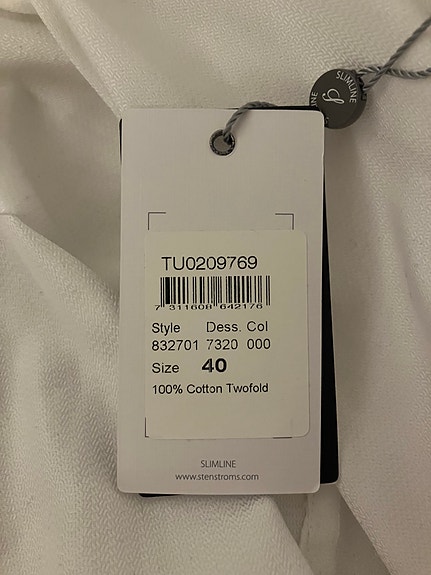 SLIMLINE
TU0209769
7 311608 642176
Style Dess. Col
832701 7320 000
Size 40
100% Cotton Twofold
SLIMLINE
www.stenstroms.com